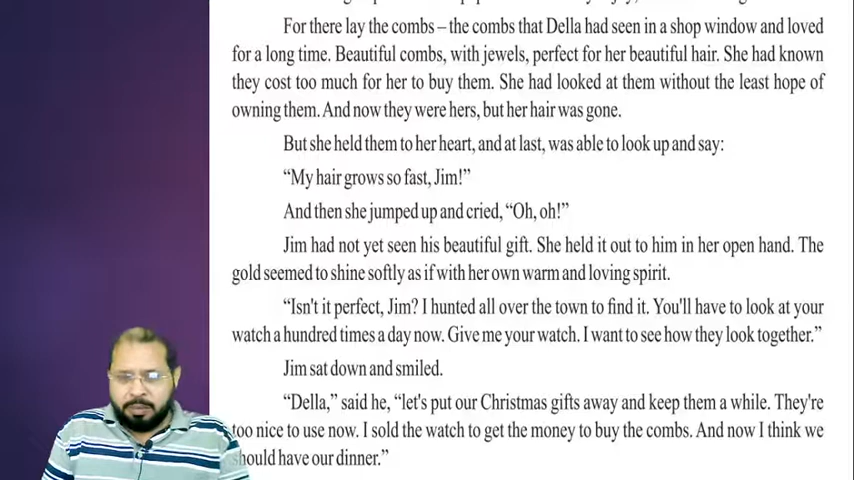 For there lay the combs – the combs that Della had seen in a shop window and loved
for a long time. Beautiful combs, with jewels, perfect for her beautiful hair. She had known
they cost too much for her to buy them. She had looked at them without the least hope of
owning them. And now they were hers, but her hair was gone.
But she held them to her heart, and at last, was able to look up and say:
“My hair grows so fast, Jim!”
And then she jumped up and cried, “Oh, oh!”
Jim had not yet seen his beautiful gift. She held it out to him in her open hand. The
gold seemed to shine softly as if with her own warm and loving spirit.
“Isn't it perfect, Jim? I hunted all over the town to find it. You'll have to look at your
watch a hundred times a day now. Give me your watch. I want to see how they look together.”
Jim sat down and smiled.
“Della,” said he, “let's put our Christmas gifts away and keep them a while. They're
too nice to use now. I sold the watch to get the money to buy the combs. And now I think we
should have our dinner.”